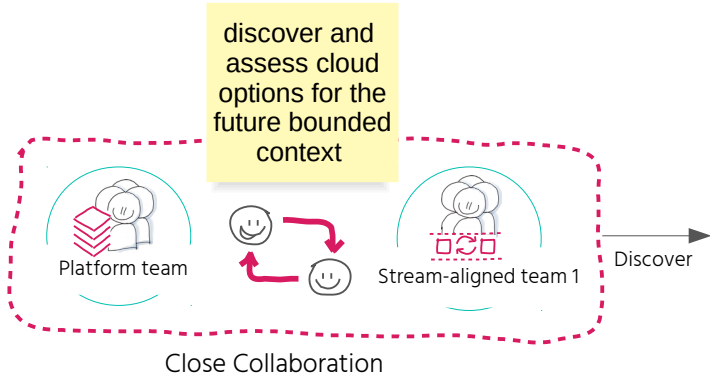 discover and
assess cloud
options for the
future bounded
context
Platform team
Stream-aligned team 1
Discover
Close Collaboration